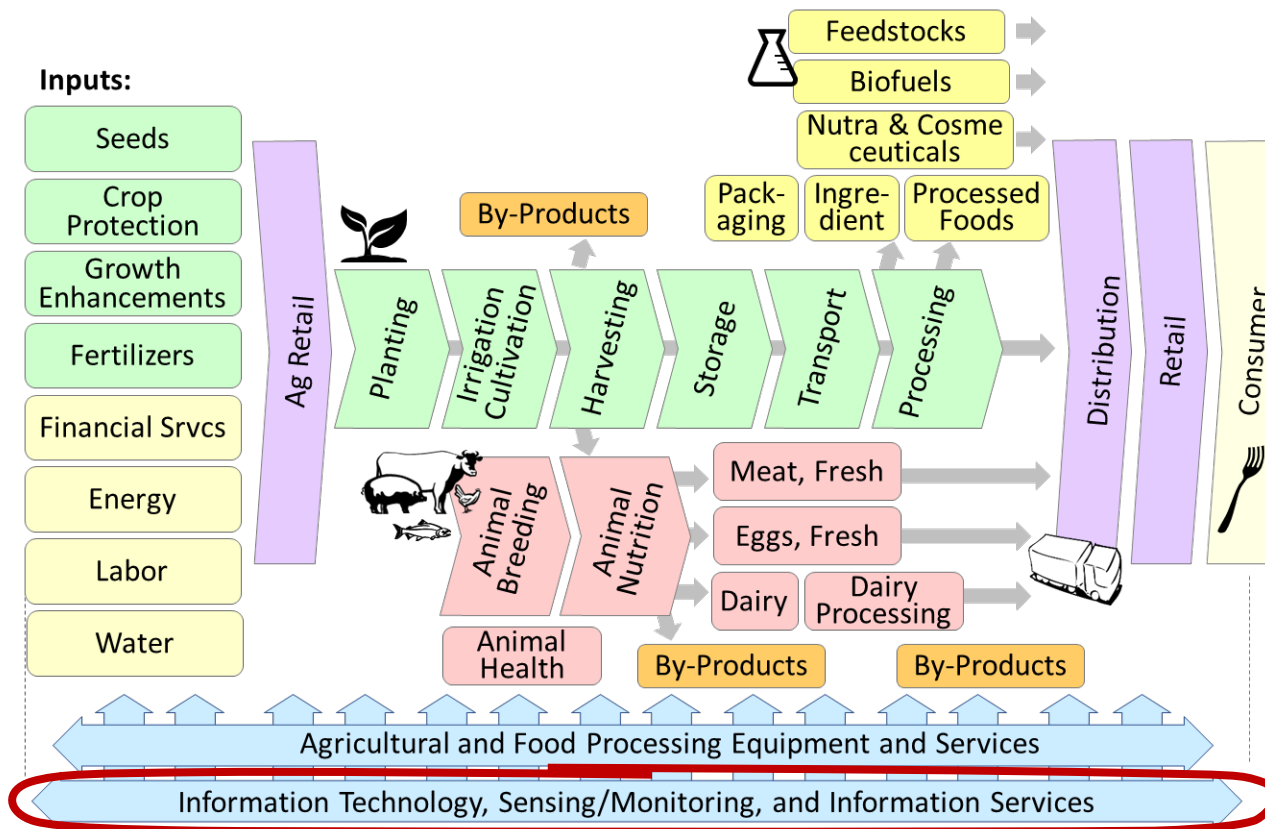 Inputs:
Seeds
Crop
Protection
Growth
Enhancements
Fertilizers
Financial Srvcs
Energy
Labor
Water
Ag Retail
Planting
Irrigation
Cultivation
Harvesting
Storage
Transport
Processing
By-Products
Feedstocks
Biofuels
Nutra & Cosme
ceuticals
Pack-
aging
Ingre-
dient
Processed
Foods
Animal
Breeding
Animal
Nutrition
Animal
Health
Meat, Fresh
Eggs, Fresh
Dairy
Dairy
Processing
By-Products
By-Products
Distribution
Retail
Consumer
Agricultural and Food Processing Equipment and Services
Information Technology, Sensing/Monitoring, and Information Services